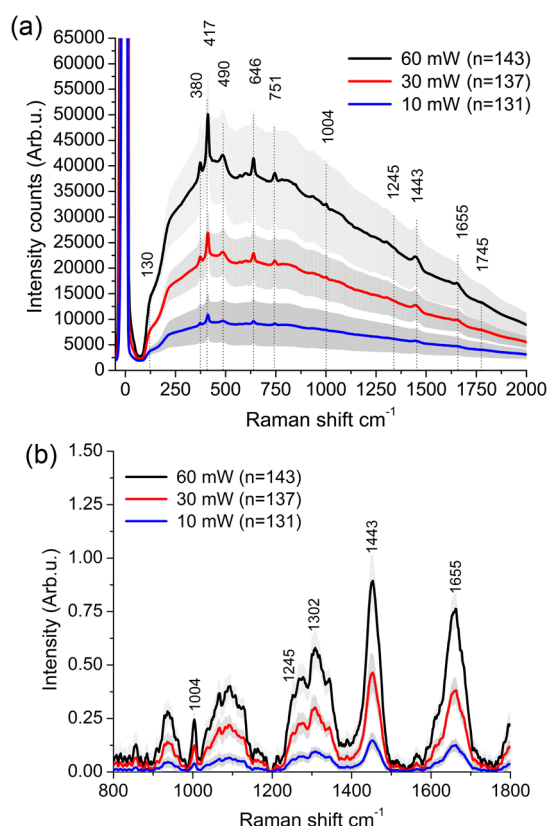 (a)
417
380
490
646
751
1004
1245
1443
1655
1745
130
60 mW (n=143)
30 mW (n=137)
10 mW (n=131)
65000
60000
55000
50000
45000
40000
35000
30000
25000
20000
15000
10000
5000
0
Intensity counts (Arb.u.)
0 250 500 750 1000 1250 1500 1750 2000
Raman shift cm⁻¹
(b)
60 mW (n=143)
30 mW (n=137)
10 mW (n=131)
1.50
1.25
1.00
0.75
0.50
0.25
0.00
Intensity (Arb.u.)
1004
1245
1302
1443
1655
800 1000 1200 1400 1600 1800
Raman shift cm⁻¹